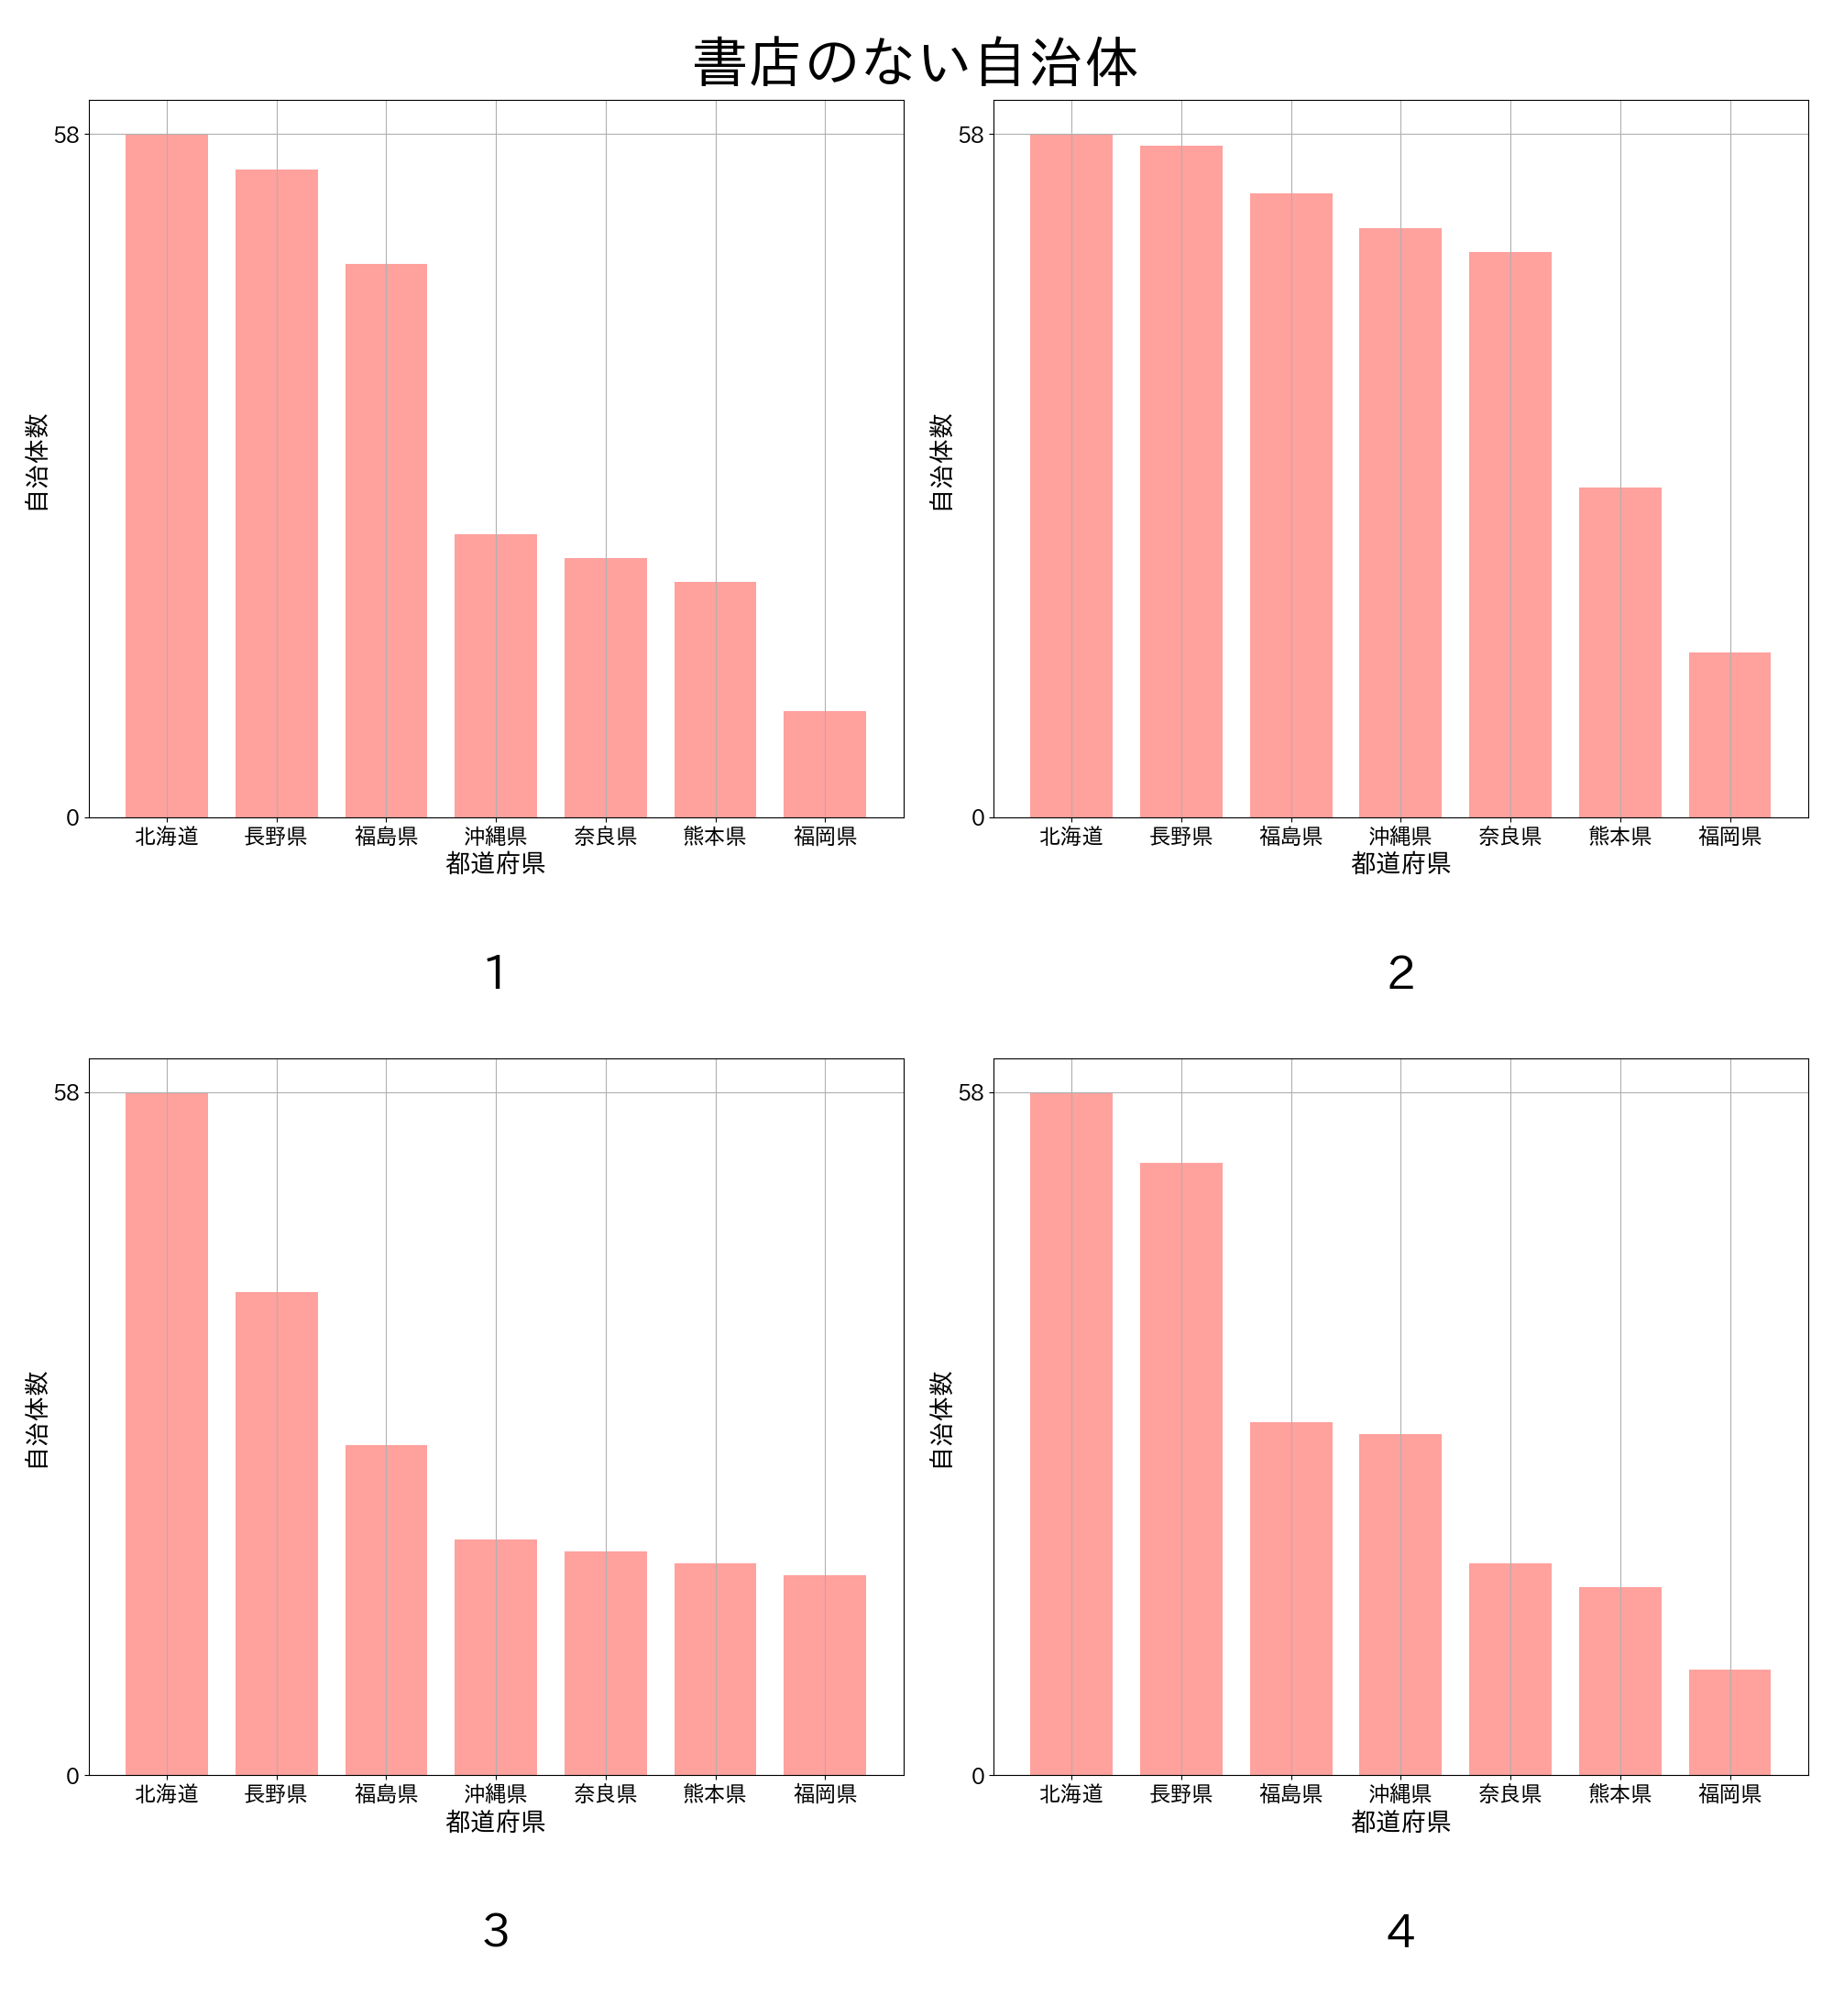 書店のない自治体
58
0
自治体数
北海道 長野県 福島県 沖縄県 奈良県 熊本県 福岡県
都道府県
1
58
0
自治体数
北海道 長野県 福島県 沖縄県 奈良県 熊本県 福岡県
都道府県
2
58
0
自治体数
北海道 長野県 福島県 沖縄県 奈良県 熊本県 福岡県
都道府県
3
58
0
自治体数
北海道 長野県 福島県 沖縄県 奈良県 熊本県 福岡県
都道府県
4